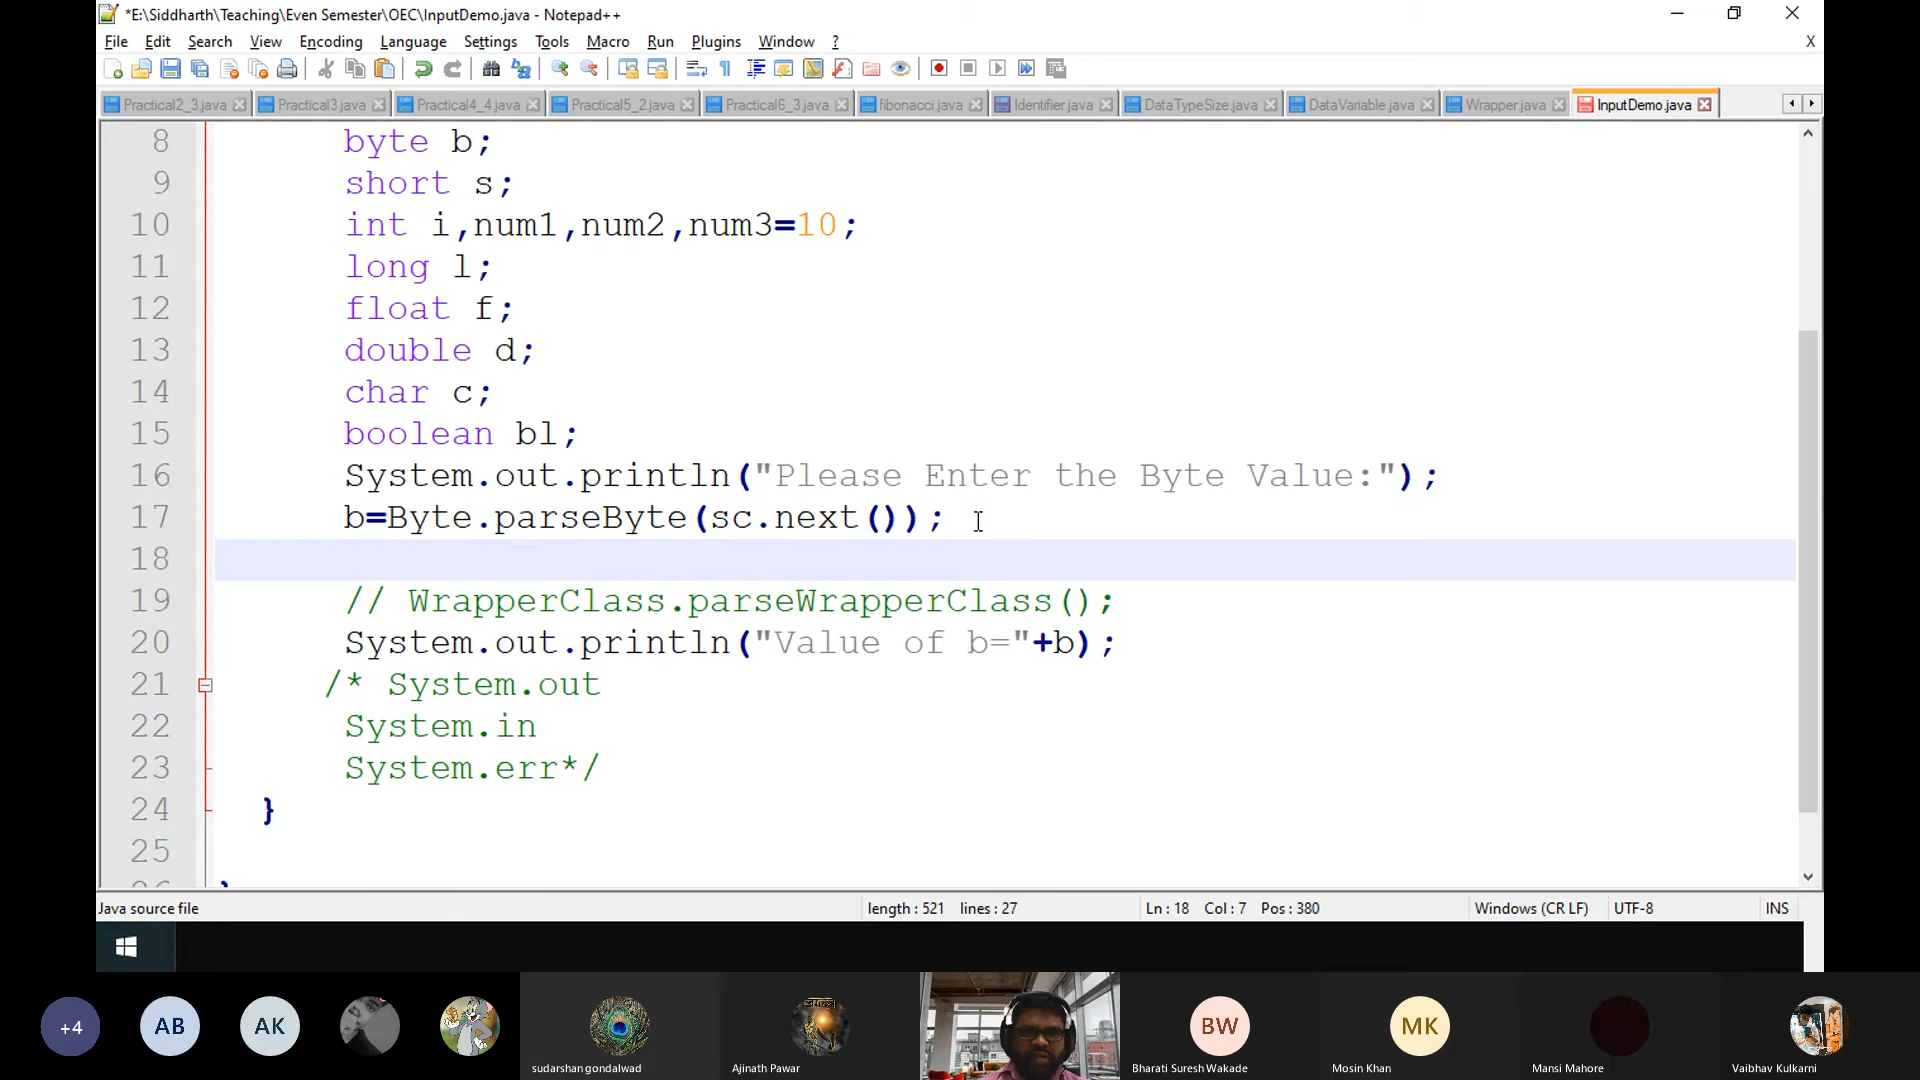 *E:\Siddharth\Teaching\Even Semester\OEC\InputDemo.java - Notepad++
File Edit Search View Encoding Language Settings Tools Macro Run Plugins Window ? X
Practical2_3.java Practical3.java Practical4_4.java Practical5_2.java Practical6_3.java fibonacci.java Identifier.java DataTypeSize.java DataVariable.java Wrapper.java InputDemo.java
8 byte b;
9 short s;
10 int i,num1,num2,num3=10;
11 long l;
12 float f;
13 double d;
14 char c;
15 boolean bl;
16 System.out.println("Please Enter the Byte Value:");
17 b=Byte.parseByte(sc.next());
18
19 // WrapperClass.parseWrapperClass();
20 System.out.println("Value of b="+b);
21 /* System.out
22 System.in
23 System.err*/
24 }
25
Java source file length : 521 lines : 27 Ln : 18 Col : 7 Pos : 380 Windows (CR LF) UTF-8 INS
+4 AB AK BW MK
sudarshan gondalwad Ajinath Pawar Bharati Suresh Wakade Mosin Khan Mansi Mahore Vaibhav Kulkarni